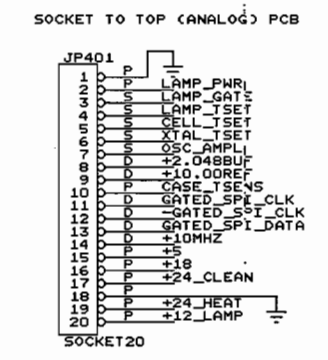 SOCKET TO TOP (ANALOG) PCB
JP401
1 P
2 P LAMP_PWR
3 S LAMP_GATE
4 S LAMP_TSET
5 S CELL_TSET
6 S XTAL_TSET
7 S OSC_AMPL
8 D +2.048BUF
9 D +10.00REF
10 P CASE_TSENS
11 D GATED_SPI_CLK
12 D ~GATED_SPI_CLK
13 D GATED_SPI_DATA
14 D +10MHZ
15 P +5
16 P +18
17 P +24_CLEAN
18 P
19 P +24_HEAT
20 P +12_LAMP
SOCKET20